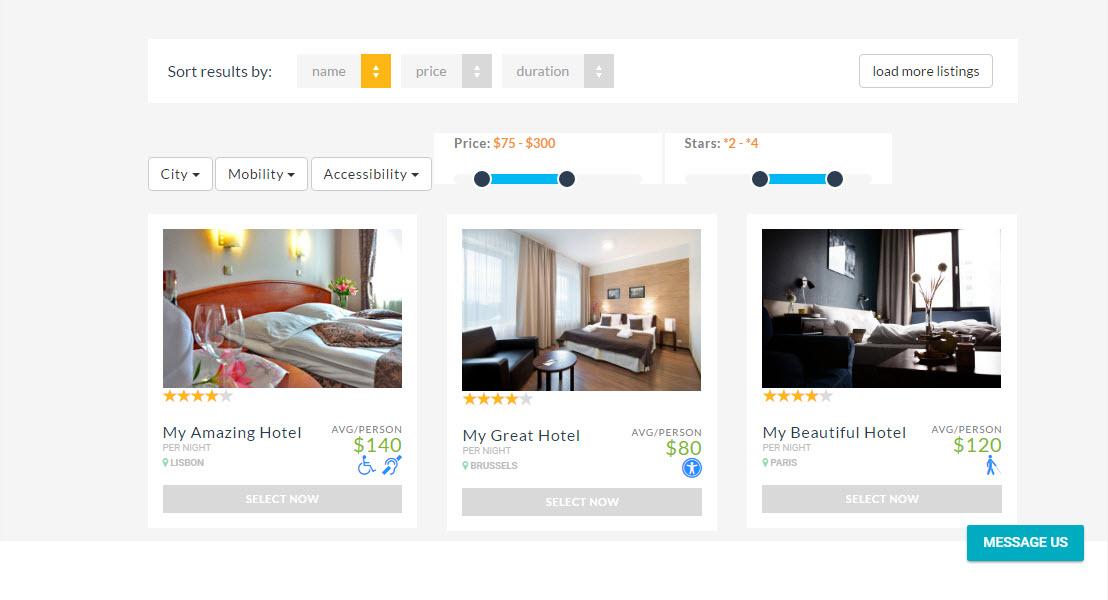 Sort results by:
name
price
duration
load more listings
City
Mobility
Accessibility
Price: $75 - $300
Stars: *2 - *4
My Amazing Hotel
PER NIGHT
LISBON
AVG/PERSON
$140
SELECT NOW
My Great Hotel
PER NIGHT
BRUSSELS
AVG/PERSON
$80
SELECT NOW
My Beautiful Hotel
PER NIGHT
PARIS
AVG/PERSON
$120
SELECT NOW
MESSAGE US